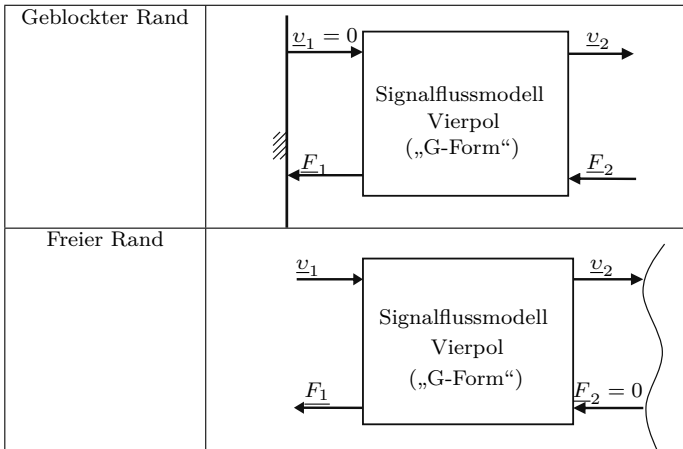 Geblockter Rand
v₁ = 0
v₂
Signalflussmodell
Vierpol
(„G-Form“)
F₁
F₂
Freier Rand
v₁
v₂
Signalflussmodell
Vierpol
(„G-Form“)
F₁
F₂ = 0